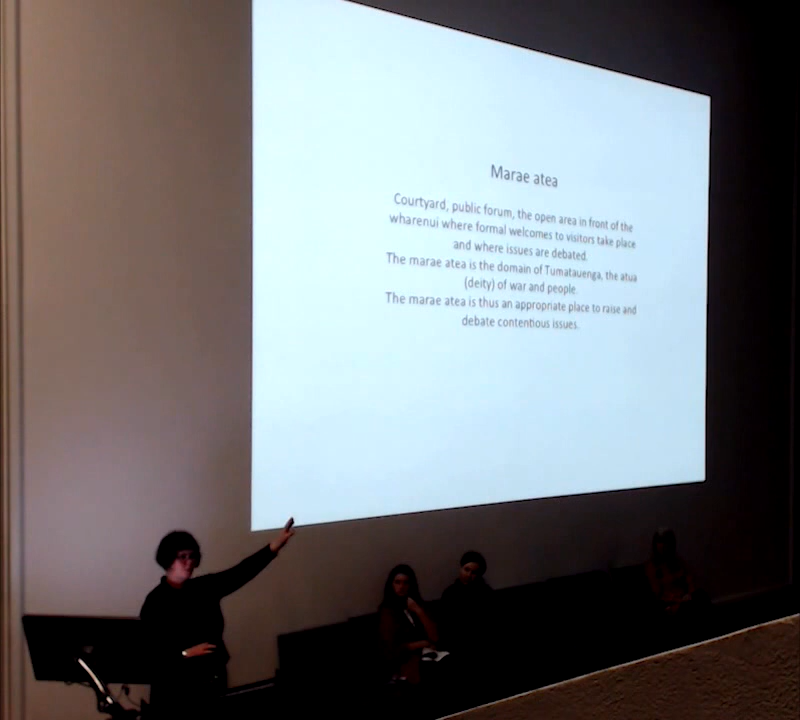 Marae atea
Courtyard, public forum, the open area in front of the
wharenui where formal welcomes to visitors take place
and where issues are debated.
The marae atea is the domain of Tumatauenga, the atua
(deity) of war and people.
The marae atea is thus an appropriate place to raise and
debate contentious issues.